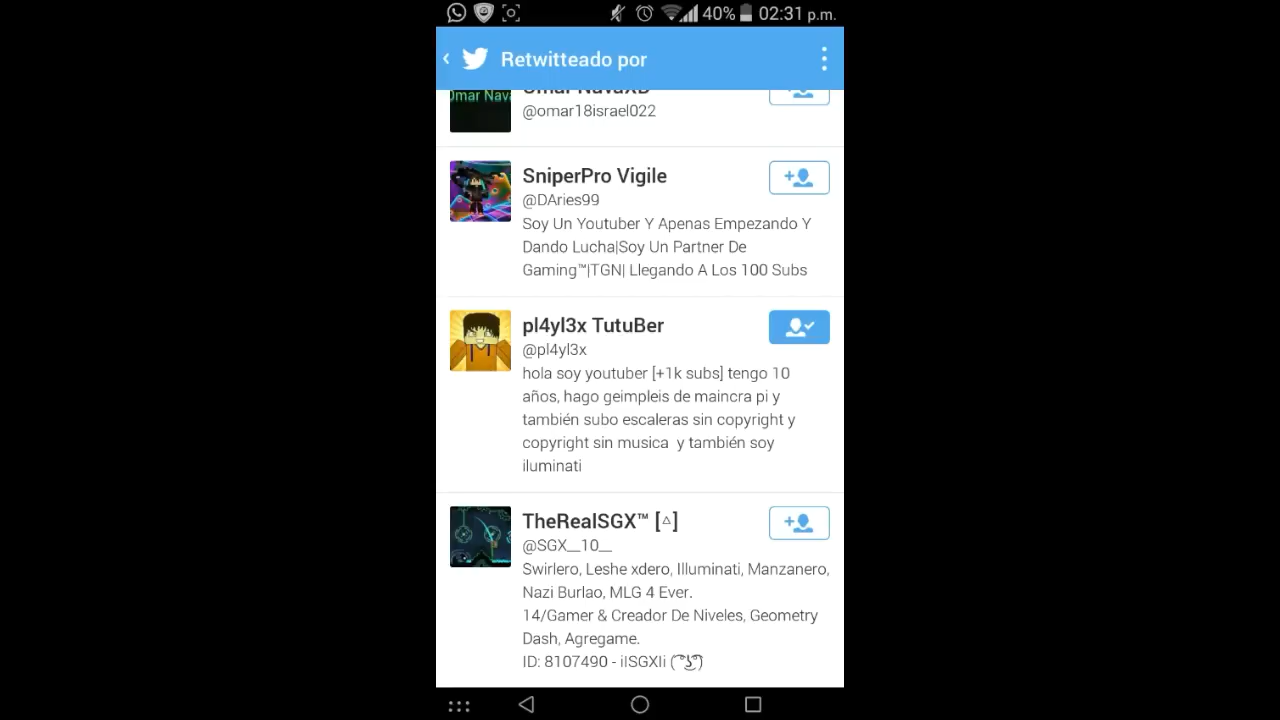 40% 02:31 p.m.
Retwitteado por
Omar NavaXD
Omar Nava
@omar18israel022
SniperPro Vigile
@DAries99
Soy Un Youtuber Y Apenas Empezando Y
Dando Lucha|Soy Un Partner De
Gaming™|TGN| Llegando A Los 100 Subs
pl4yl3x TutuBer
@pl4yl3x
hola soy youtuber [+1k subs] tengo 10
años, hago geimpleis de maincra pi y
también subo escaleras sin copyright y
copyright sin musica y también soy
iluminati
TheRealSGX™ [△]
@SGX__10__
Swirlero, Leshe xdero, Illuminati, Manzanero,
Nazi Burlao, MLG 4 Ever.
14/Gamer & Creador De Niveles, Geometry
Dash, Agregame.
ID: 8107490 - iISGXIi ( ͡° ͜ʖ ͡°)